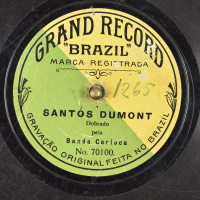 GRAND RECORD
"BRAZIL"
MARCA REGISTRADA
1265
SANTOS DUMONT
Dobrado
pela
Banda Carioca
No. 70100.
GRAVAÇÃO ORIGINAL FEITA NO BRAZIL